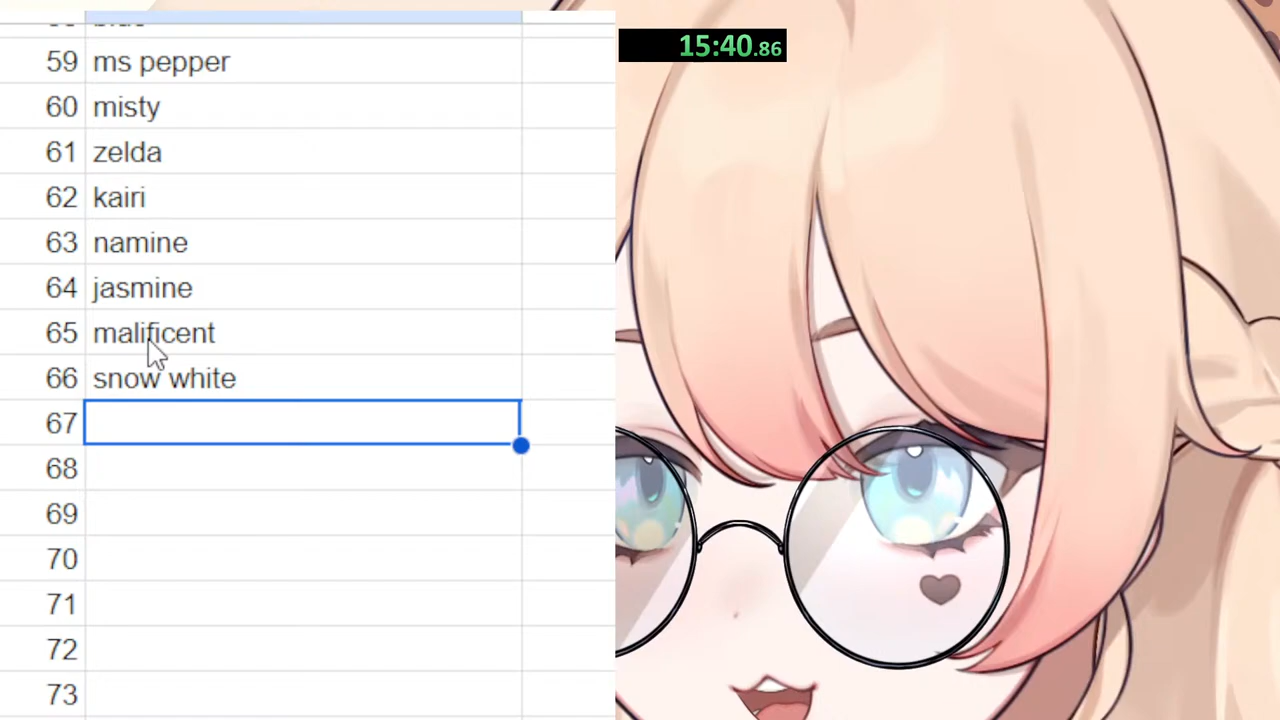 15:40.86
59 ms pepper
60 misty
61 zelda
62 kairi
63 namine
64 jasmine
65 malificent
66 snow white
67
68
69
70
71
72
73